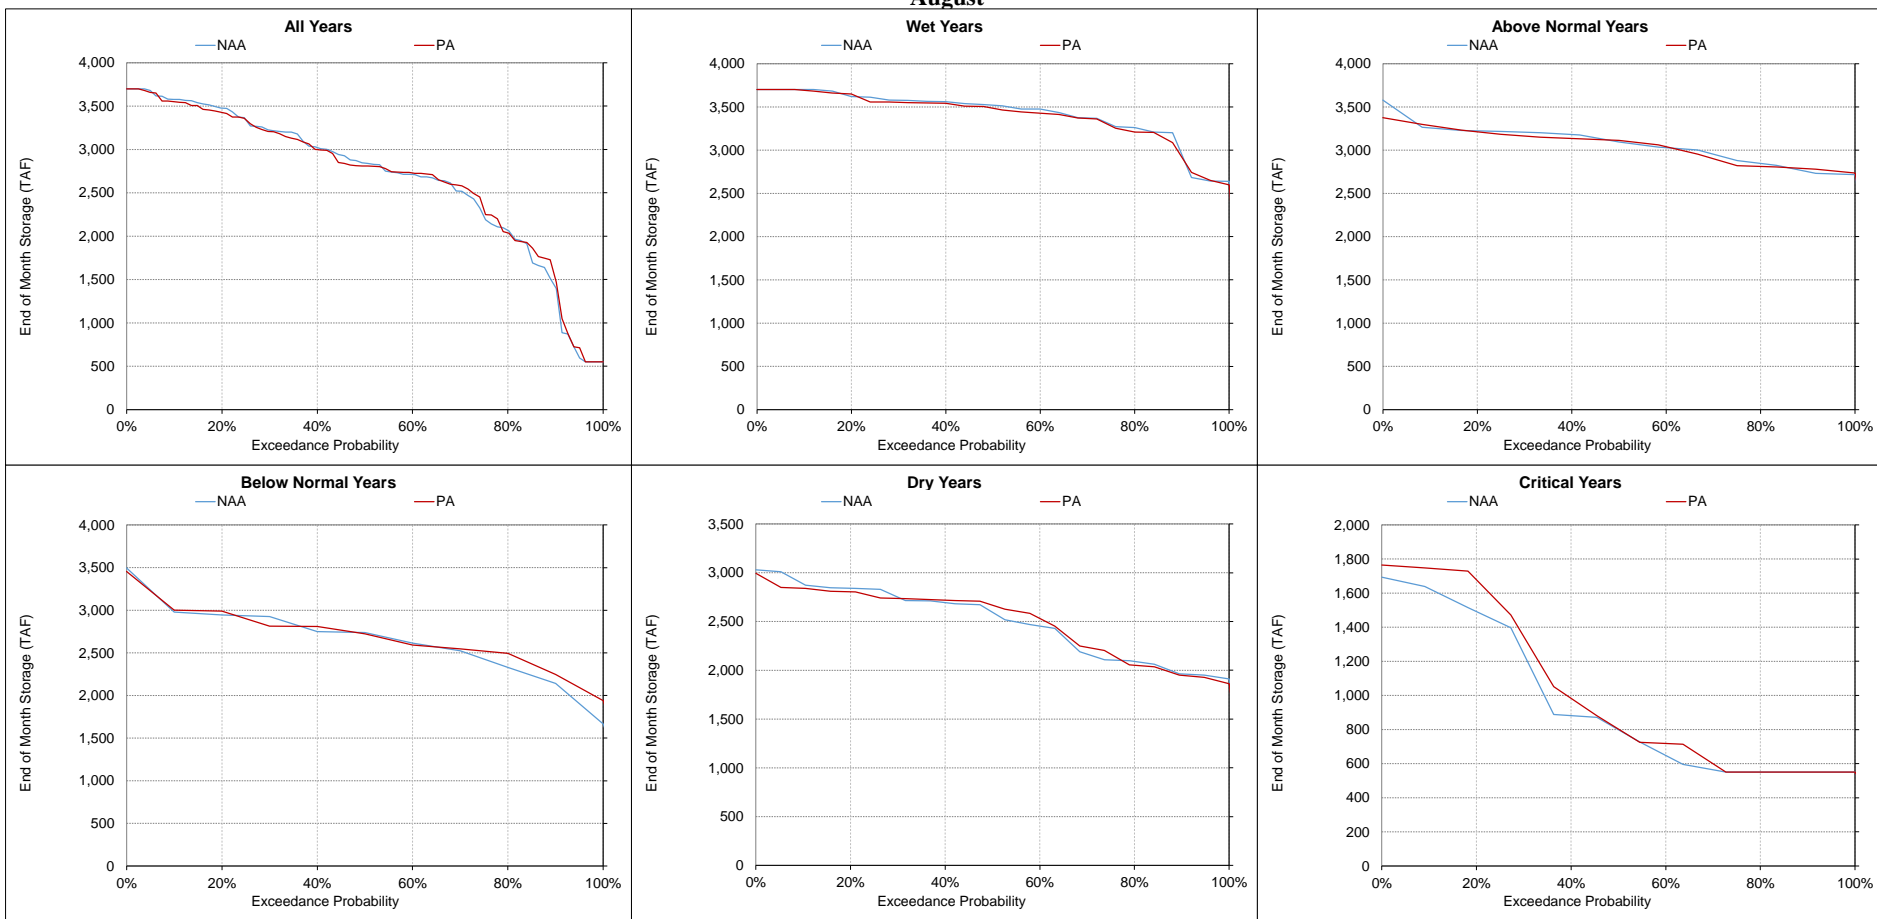 August
All Years
NAA PA
4,000
3,500
3,000
2,500
2,000
1,500
1,000
500
0
End of Month Storage (TAF)
0% 20% 40% 60% 80% 100%
Exceedance Probability
Wet Years
NAA PA
4,000
3,500
3,000
2,500
2,000
1,500
1,000
500
0
End of Month Storage (TAF)
0% 20% 40% 60% 80% 100%
Exceedance Probability
Above Normal Years
NAA PA
4,000
3,500
3,000
2,500
2,000
1,500
1,000
500
0
End of Month Storage (TAF)
0% 20% 40% 60% 80% 100%
Exceedance Probability
Below Normal Years
NAA PA
4,000
3,500
3,000
2,500
2,000
1,500
1,000
500
0
End of Month Storage (TAF)
0% 20% 40% 60% 80% 100%
Exceedance Probability
Dry Years
NAA PA
3,500
3,000
2,500
2,000
1,500
1,000
500
0
End of Month Storage (TAF)
0% 20% 40% 60% 80% 100%
Exceedance Probability
Critical Years
NAA PA
2,000
1,800
1,600
1,400
1,200
1,000
800
600
400
200
0
End of Month Storage (TAF)
0% 20% 40% 60% 80% 100%
Exceedance Probability